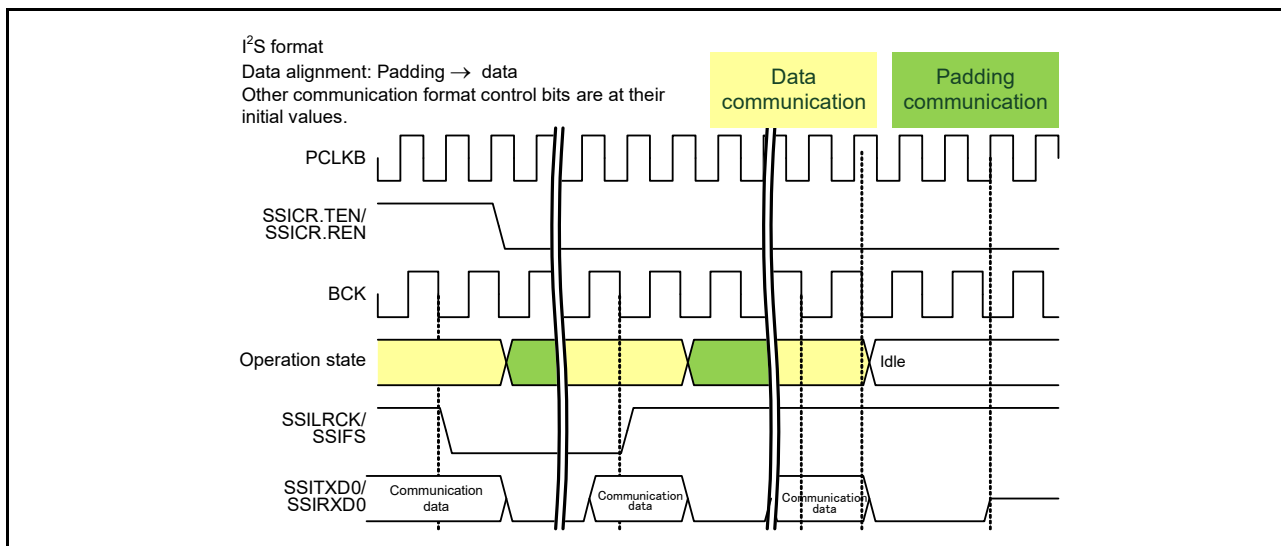 I²S format
Data alignment: Padding → data
Other communication format control bits are at their
initial values.
Data
communication
Padding
communication
PCLKB
SSICR.TEN/
SSICR.REN
BCK
Operation state
Idle
SSILRCK/
SSIFS
SSITXD0/
SSIRXD0
Communication
data
Communication
data
Communication
data